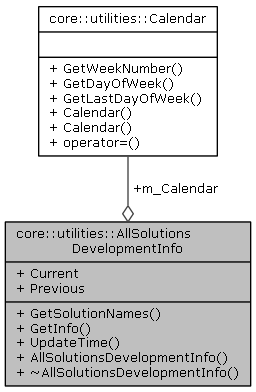 core::utilities::Calendar
+ GetWeekNumber()
+ GetDayOfWeek()
+ GetLastDayOfWeek()
+ Calendar()
+ Calendar()
+ operator=()
+m_Calendar
core::utilities::AllSolutions
DevelopmentInfo
+ Current
+ Previous
+ GetSolutionNames()
+ GetInfo()
+ UpdateTime()
+ AllSolutionsDevelopmentInfo()
+ ~AllSolutionsDevelopmentInfo()